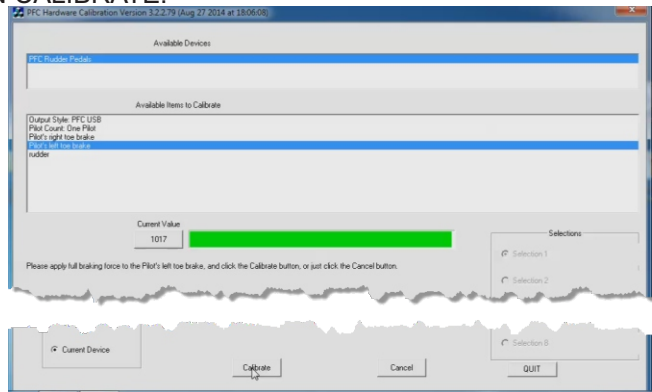 N CALIBRATE.
PFC Hardware Calibration Version 3.2.2.79 (Aug 27 2014 at 18:06:08)
Available Devices
PFC Rudder Pedals
Available Items to Calibrate
Output Style: PFC USB
Pilot Count: One Pilot
Pilot's right toe brake
Pilot's left toe brake
rudder
Current Value
1017
Selections
Selection 1
Please apply full braking force to the Pilot's left toe brake, and click the Calibrate button, or just click the Cancel button.
Selection 2
Selection 8
Current Device
Calibrate
Cancel
QUIT